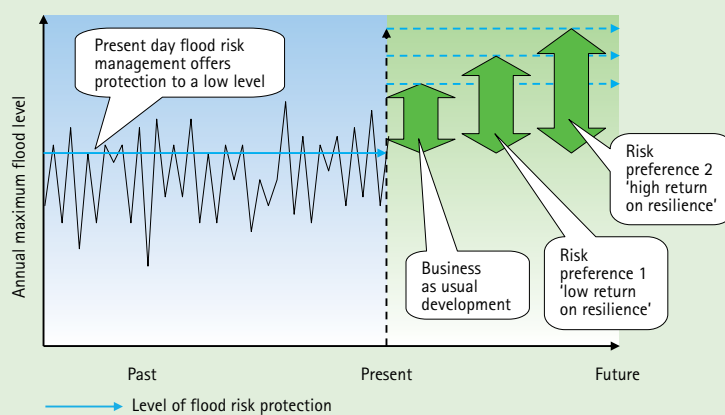 Annual maximum flood level
Present day flood risk
management offers
protection to a low level
Business
as usual
development
Risk
preference 1
‘low return
on resilience’
Risk
preference 2
‘high return
on resilience’
Past
Present
Future
Level of flood risk protection